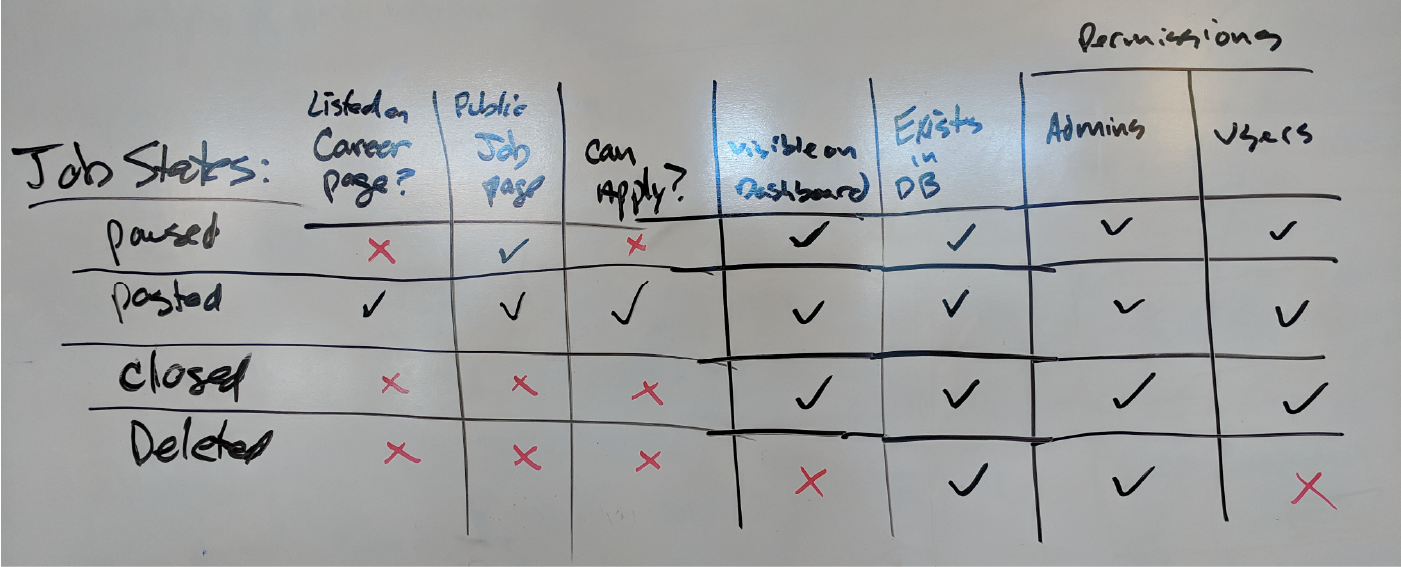 Permissions
Listed on Career page?
Public Job page
Can Apply?
Visible on Dashboard
Exists in DB
Admins
Users
Job States:
paused ✗ ✓ ✗ ✓ ✓ ✓ ✓
posted ✓ ✓ ✓ ✓ ✓ ✓ ✓
closed ✗ ✗ ✗ ✓ ✓ ✓ ✓
Deleted ✗ ✗ ✗ ✗ ✓ ✓ ✗